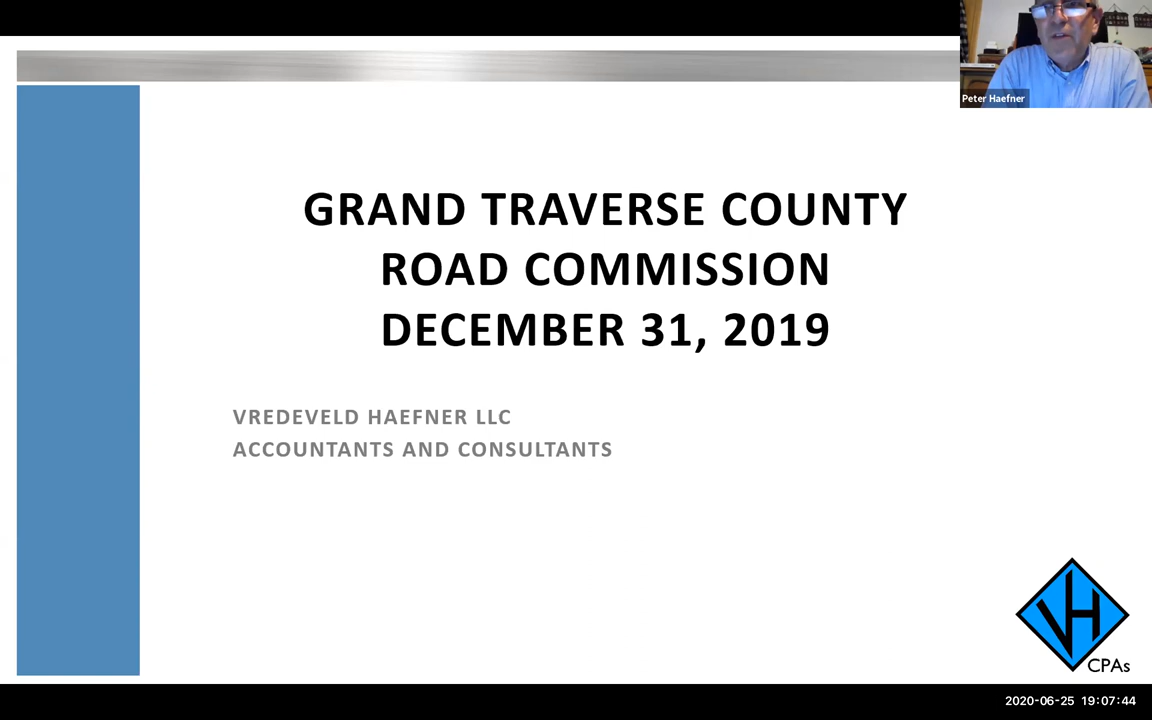 Peter Haefner
GRAND TRAVERSE COUNTY
ROAD COMMISSION
DECEMBER 31, 2019
VREDEVELD HAEFNER LLC
ACCOUNTANTS AND CONSULTANTS
VH
CPAs
2020-06-25 19:07:44